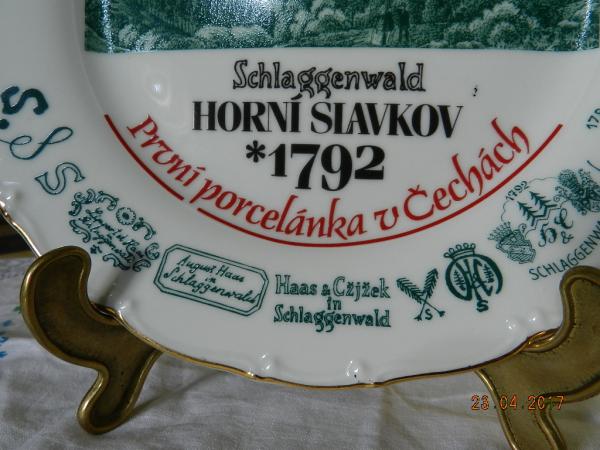 Schlaggenwald
HORNÍ SLAVKOV
*1792
První porcelánka v Čechách
S.
S
S
August Haas
in
Schlaggenwald
Haas & Cžjžek
in
Schlaggenwald
S
1792
H&C
SCHLAGGENWALD
23.04.2017